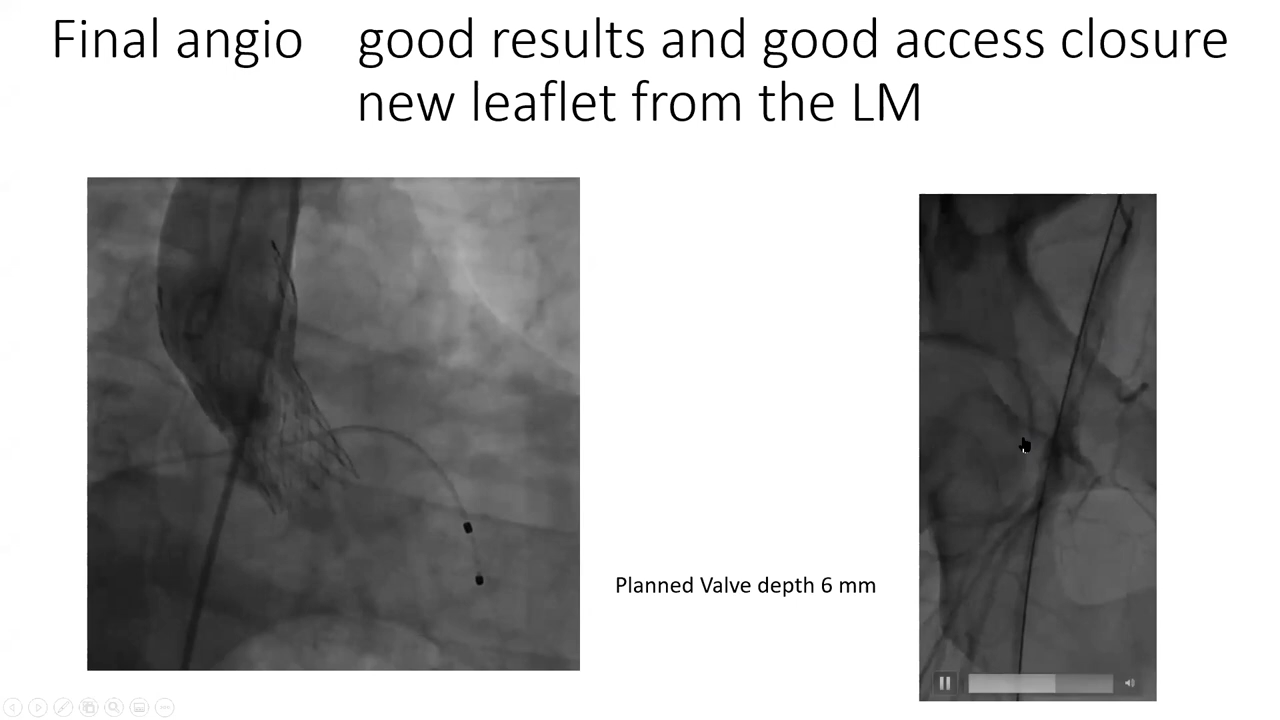 Final angio good results and good access closure
new leaflet from the LM
Planned Valve depth 6 mm